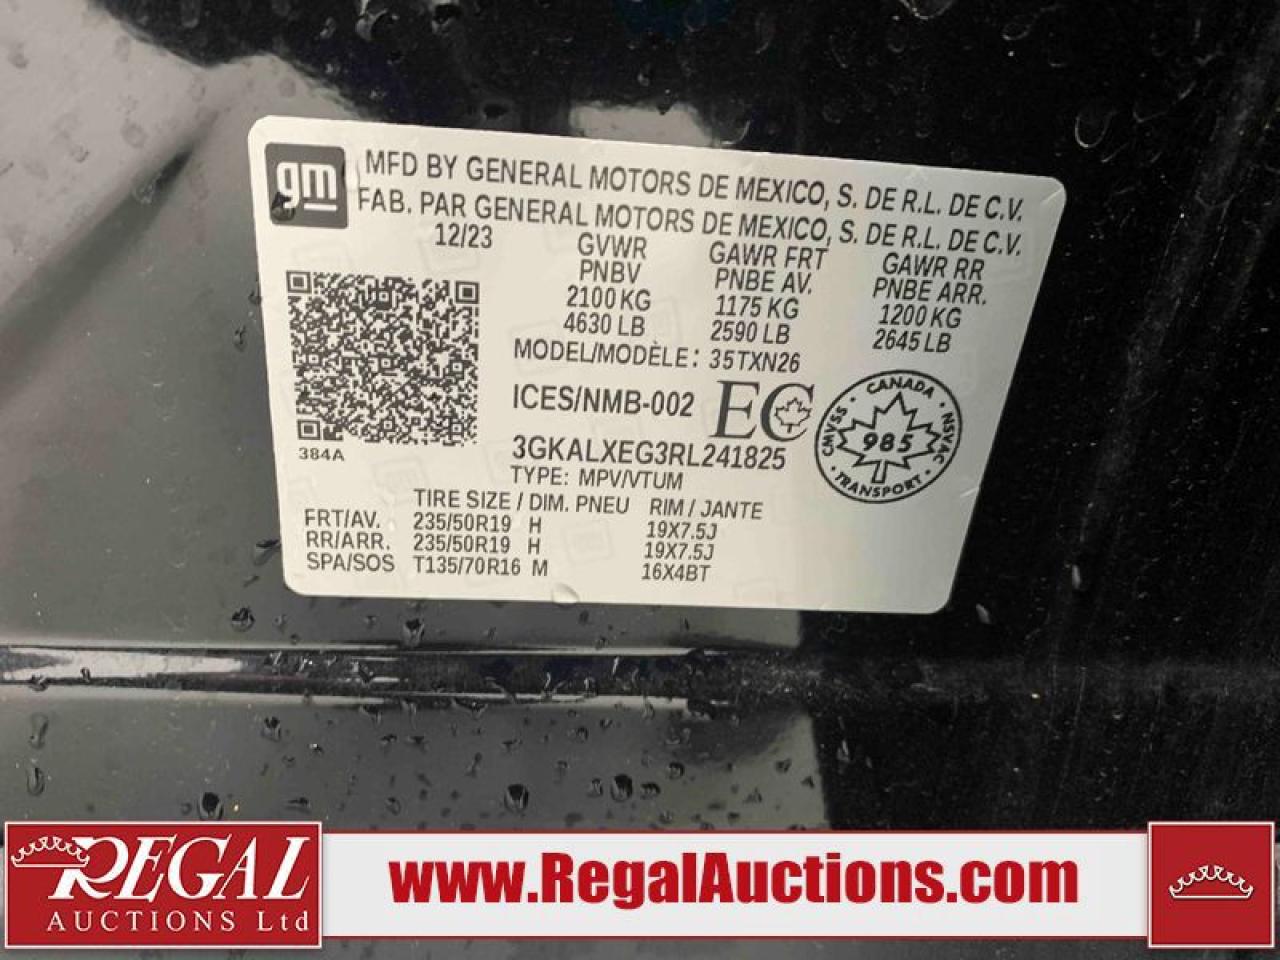 gm
MFD BY GENERAL MOTORS DE MEXICO, S. DE R.L. DE C.V.
FAB. PAR GENERAL MOTORS DE MEXICO, S. DE R.L. DE C.V.
12/23 GVWR GAWR FRT GAWR RR
PNBV PNBE AV. PNBE ARR.
2100 KG 1175 KG 1200 KG
4630 LB 2590 LB 2645 LB
MODEL/MODÈLE: 35TXN26
ICES/NMB-002 EC
CANADA
CMVSS 985 NSVAC
TRANSPORT
384A
3GKALXEG3RL241825
TYPE: MPV/VTUM
TIRE SIZE / DIM. PNEU RIM / JANTE
FRT/AV. 235/50R19 H 19X7.5J
RR/ARR. 235/50R19 H 19X7.5J
SPA/SOS T135/70R16 M 16X4BT
REGAL
AUCTIONS Ltd
www.RegalAuctions.com